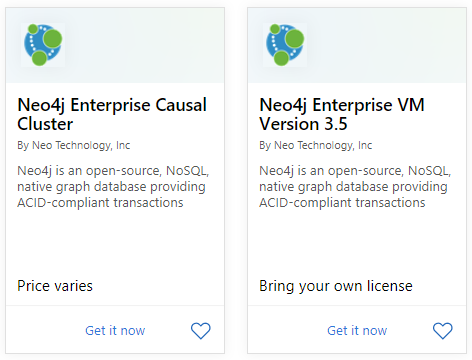 Neo4j Enterprise Causal
Cluster
By Neo Technology, Inc
Neo4j is an open-source, NoSQL,
native graph database providing
ACID-compliant transactions
Price varies
Get it now
Neo4j Enterprise VM
Version 3.5
By Neo Technology, Inc
Neo4j is an open-source, NoSQL,
native graph database providing
ACID-compliant transactions
Bring your own license
Get it now